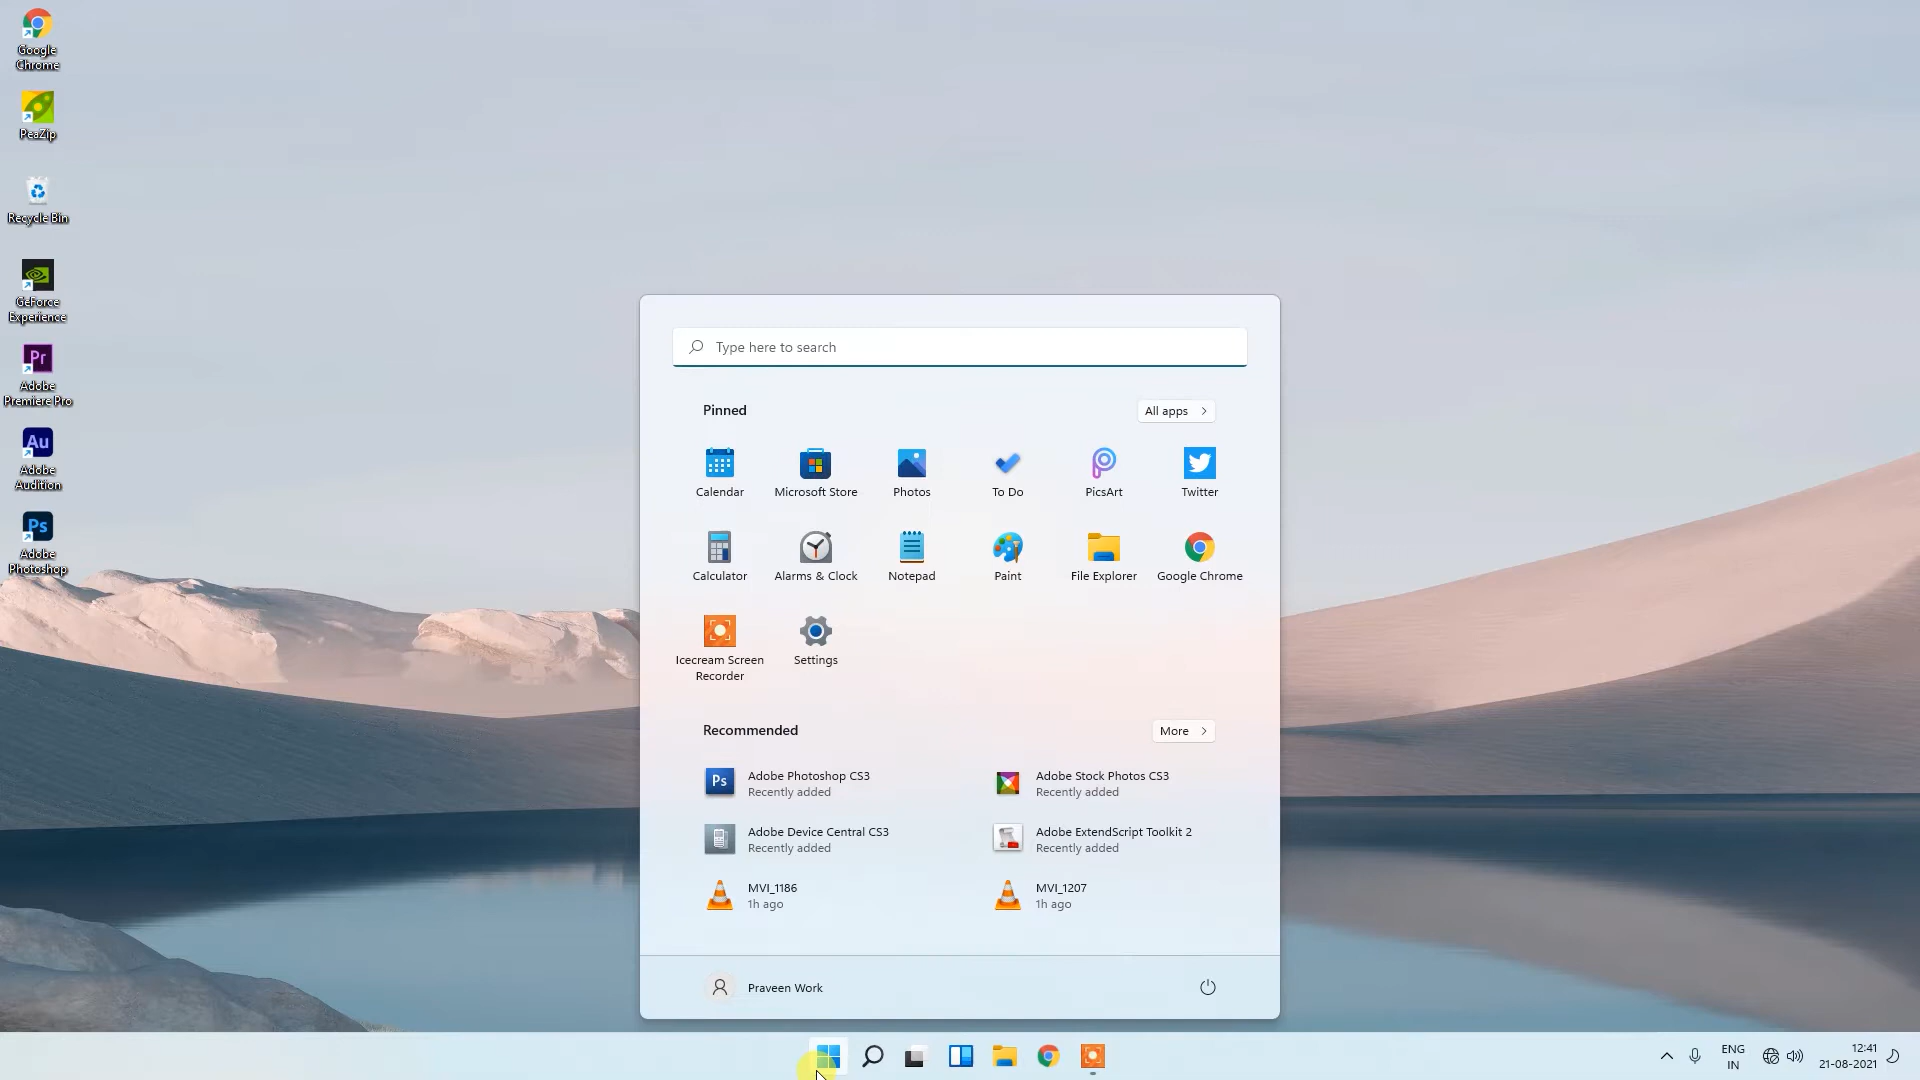 Google
Chrome
PeaZip
Recycle Bin
GeForce
Experience
Pr
Adobe
Premiere Pro
Au
Adobe
Audition
Ps
Adobe
Photoshop
Type here to search
Pinned
All apps
Calendar
Microsoft Store
Photos
To Do
PicsArt
Twitter
Calculator
Alarms & Clock
Notepad
Paint
File Explorer
Google Chrome
Icecream Screen
Recorder
Settings
Recommended
More
Ps
Adobe Photoshop CS3
Recently added
Adobe Stock Photos CS3
Recently added
Adobe Device Central CS3
Recently added
Adobe ExtendScript Toolkit 2
Recently added
MVI_1186
1h ago
MVI_1207
1h ago
Praveen Work
ENG
IN
12:41
21-08-2021